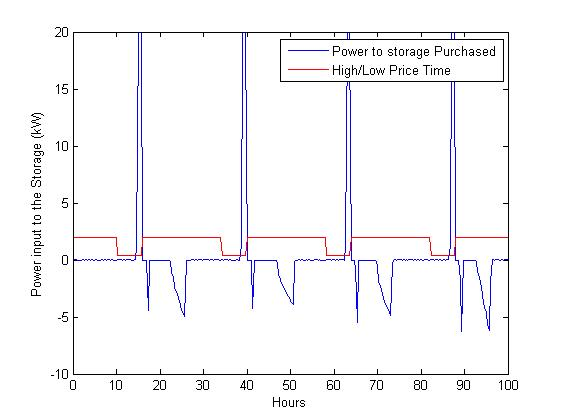 20
15
10
5
0
-5
-10
Power input to the Storage (kW)
Power to storage Purchased
High/Low Price Time
0 10 20 30 40 50 60 70 80 90 100
Hours